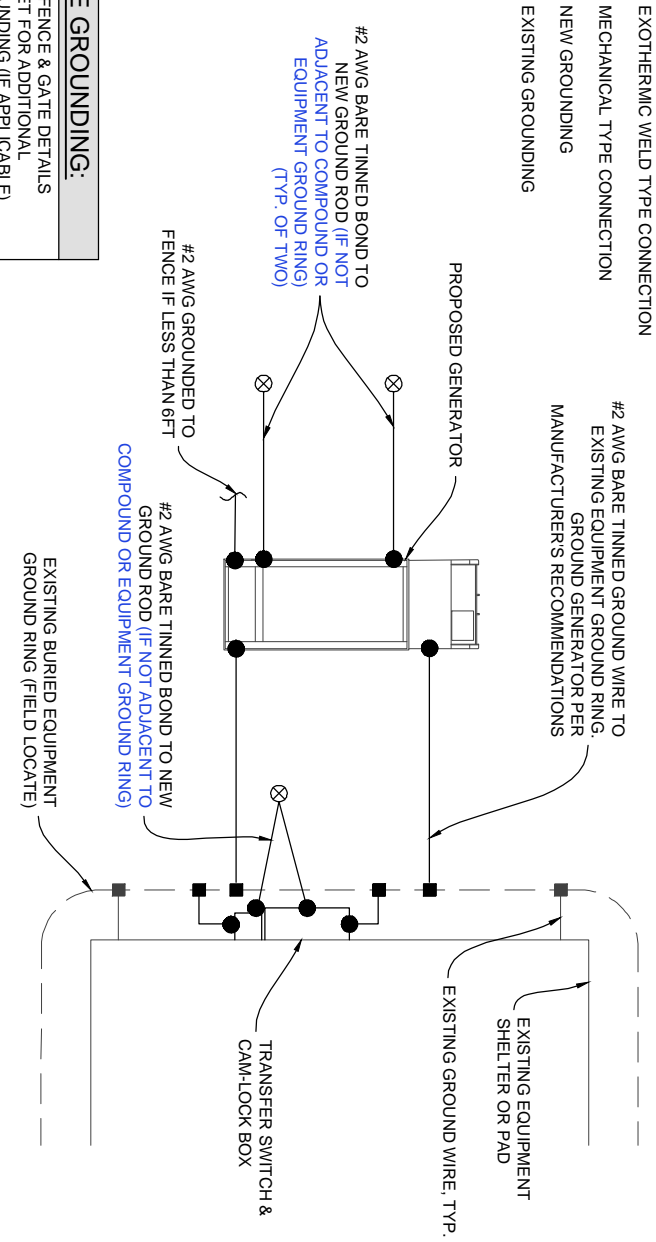 EXOTHERMIC WELD TYPE CONNECTION
MECHANICAL TYPE CONNECTION
NEW GROUNDING
EXISTING GROUNDING
#2 AWG BARE TINNED GROUND WIRE TO
EXISTING EQUIPMENT GROUND RING.
GROUND GENERATOR PER
MANUFACTURER'S RECOMMENDATIONS
EXISTING EQUIPMENT
SHELTER OR PAD
EXISTING GROUND WIRE, TYP.
PROPOSED GENERATOR
#2 AWG BARE TINNED BOND TO
NEW GROUND ROD (IF NOT
ADJACENT TO COMPOUND OR
EQUIPMENT GROUND RING)
(TYP. OF TWO)
TRANSFER SWITCH &
CAM-LOCK BOX
#2 AWG GROUNDED TO
FENCE IF LESS THAN 6FT
#2 AWG BARE TINNED BOND TO NEW
GROUND ROD (IF NOT ADJACENT TO
COMPOUND OR EQUIPMENT GROUND RING)
EXISTING BURIED EQUIPMENT
GROUND RING (FIELD LOCATE)
E GROUNDING:
FENCE & GATE DETAILS
ET FOR ADDITIONAL
UNDING (IF APPLICABLE)